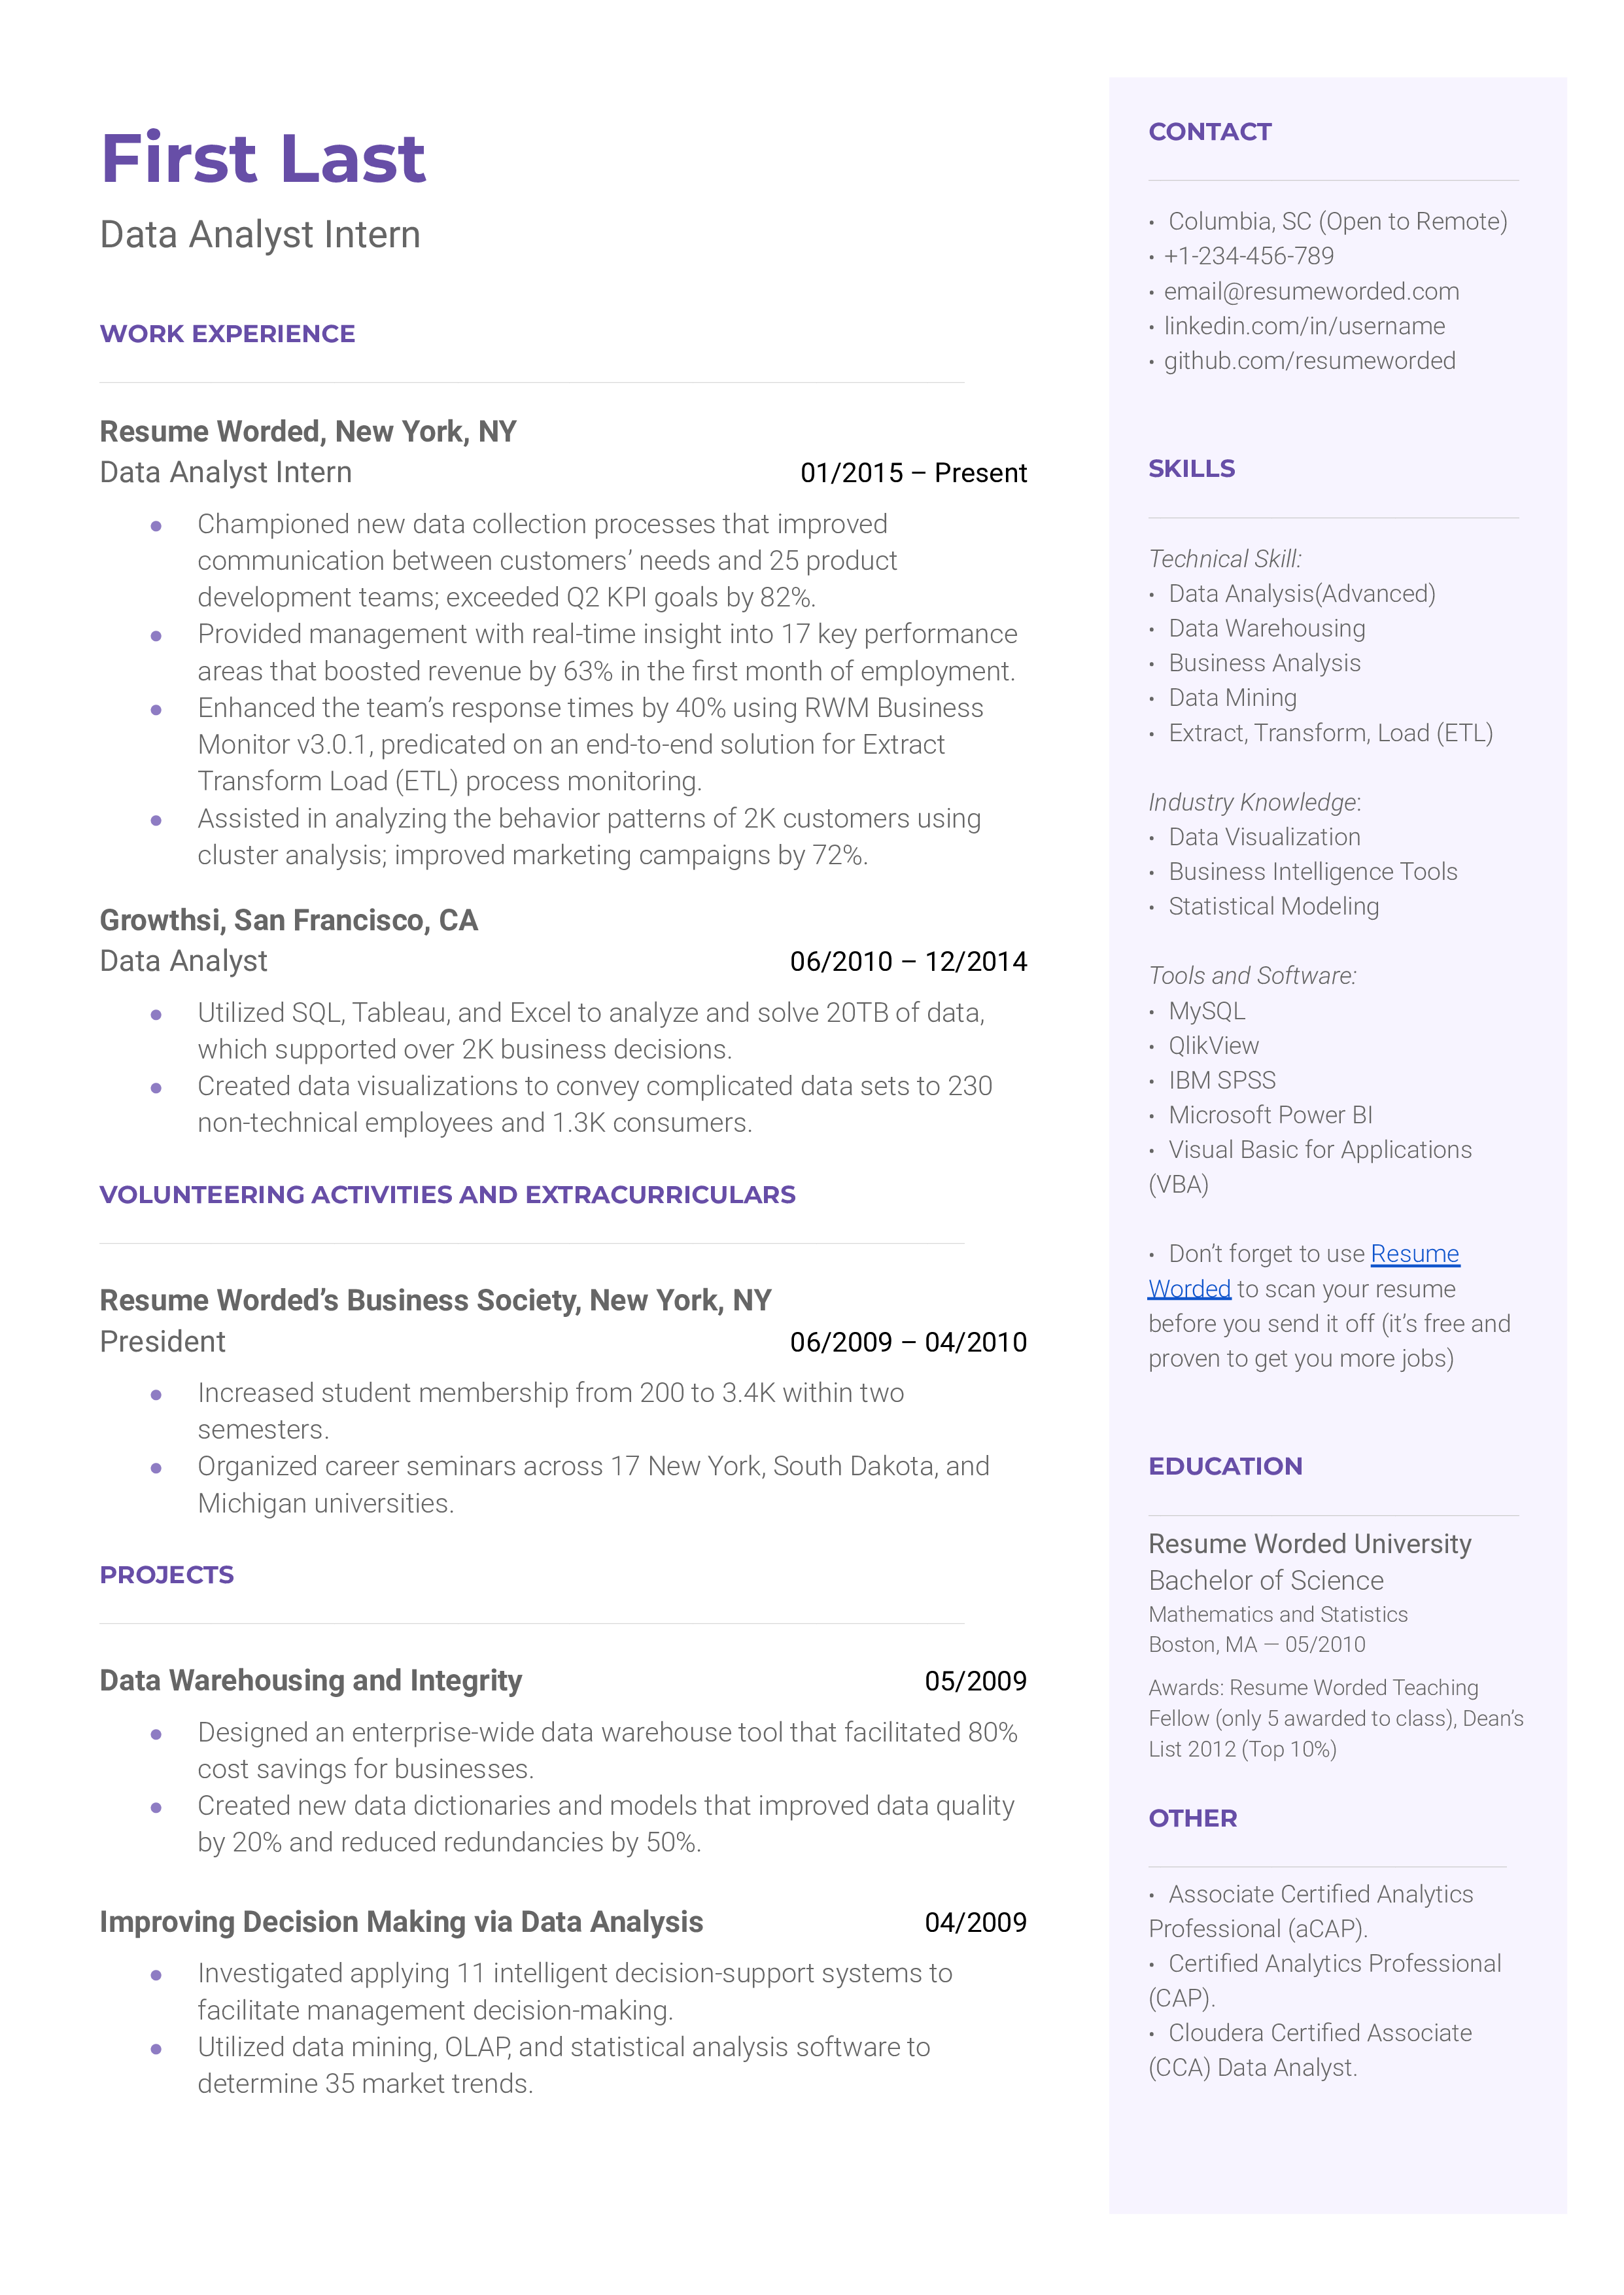 First Last
Data Analyst Intern
WORK EXPERIENCE
Resume Worded, New York, NY
Data Analyst Intern 01/2015 – Present
● Championed new data collection processes that improved
communication between customers’ needs and 25 product
development teams; exceeded Q2 KPI goals by 82%.
● Provided management with real-time insight into 17 key performance
areas that boosted revenue by 63% in the first month of employment.
● Enhanced the team’s response times by 40% using RWM Business
Monitor v3.0.1, predicated on an end-to-end solution for Extract
Transform Load (ETL) process monitoring.
● Assisted in analyzing the behavior patterns of 2K customers using
cluster analysis; improved marketing campaigns by 72%.
Growthsi, San Francisco, CA
Data Analyst 06/2010 – 12/2014
● Utilized SQL, Tableau, and Excel to analyze and solve 20TB of data,
which supported over 2K business decisions.
● Created data visualizations to convey complicated data sets to 230
non-technical employees and 1.3K consumers.
VOLUNTEERING ACTIVITIES AND EXTRACURRICULARS
Resume Worded’s Business Society, New York, NY
President 06/2009 – 04/2010
● Increased student membership from 200 to 3.4K within two
semesters.
● Organized career seminars across 17 New York, South Dakota, and
Michigan universities.
PROJECTS
Data Warehousing and Integrity 05/2009
● Designed an enterprise-wide data warehouse tool that facilitated 80%
cost savings for businesses.
● Created new data dictionaries and models that improved data quality
by 20% and reduced redundancies by 50%.
Improving Decision Making via Data Analysis 04/2009
● Investigated applying 11 intelligent decision-support systems to
facilitate management decision-making.
● Utilized data mining, OLAP, and statistical analysis software to
determine 35 market trends.
CONTACT
• Columbia, SC (Open to Remote)
• +1-234-456-789
• email@resumeworded.com
• linkedin.com/in/username
• github.com/resumeworded
SKILLS
Technical Skill:
• Data Analysis(Advanced)
• Data Warehousing
• Business Analysis
• Data Mining
• Extract, Transform, Load (ETL)
Industry Knowledge:
• Data Visualization
• Business Intelligence Tools
• Statistical Modeling
Tools and Software:
• MySQL
• QlikView
• IBM SPSS
• Microsoft Power BI
• Visual Basic for Applications
(VBA)
• Don’t forget to use Resume
Worded to scan your resume
before you send it off (it’s free and
proven to get you more jobs)
EDUCATION
Resume Worded University
Bachelor of Science
Mathematics and Statistics
Boston, MA — 05/2010
Awards: Resume Worded Teaching
Fellow (only 5 awarded to class), Dean’s
List 2012 (Top 10%)
OTHER
• Associate Certified Analytics
Professional (aCAP).
• Certified Analytics Professional
(CAP).
• Cloudera Certified Associate
(CCA) Data Analyst.